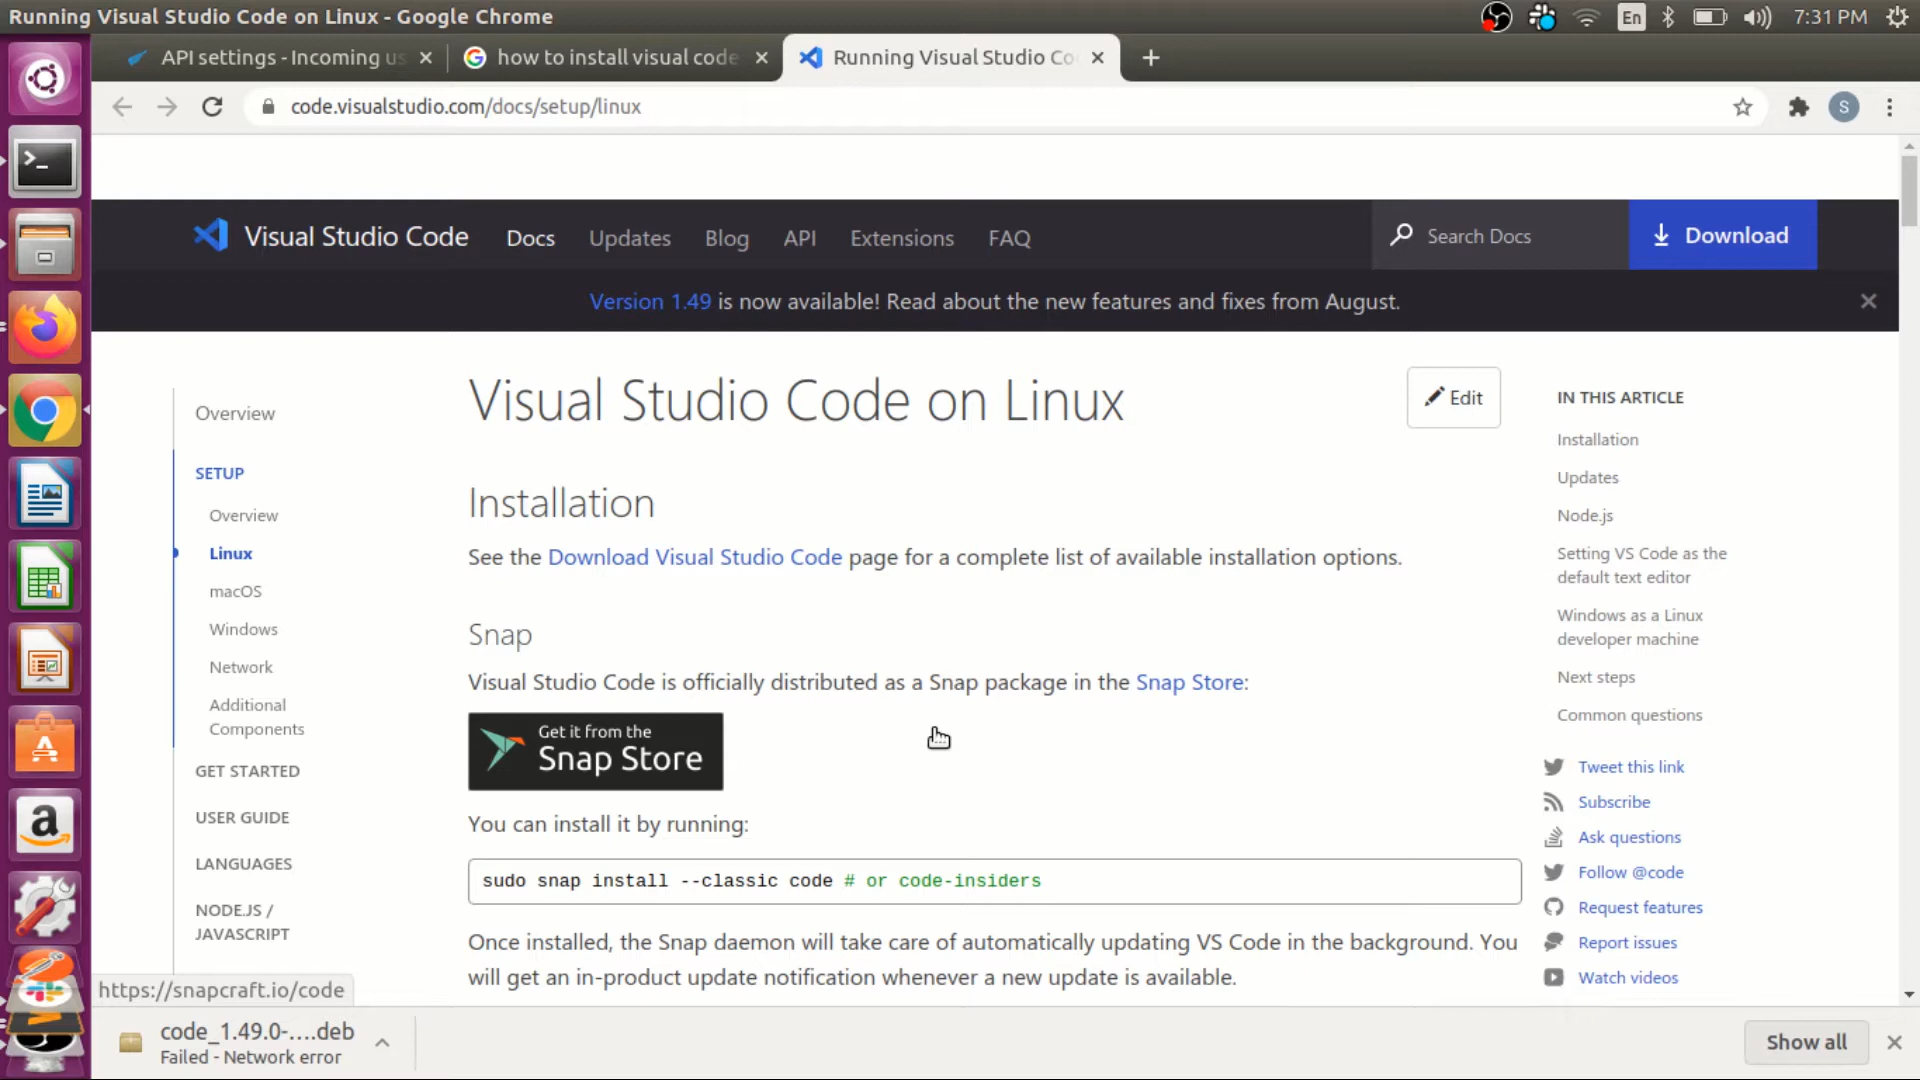 Running Visual Studio Code on Linux - Google Chrome
En
7:31 PM
API settings - Incoming us
how to install visual code
Running Visual Studio Co
code.visualstudio.com/docs/setup/linux
S
Visual Studio Code
Docs
Updates
Blog
API
Extensions
FAQ
Search Docs
Download
Version 1.49 is now available! Read about the new features and fixes from August.
Overview
SETUP
Overview
Linux
macOS
Windows
Network
Additional
Components
GET STARTED
USER GUIDE
LANGUAGES
NODE.JS /
JAVASCRIPT
Visual Studio Code on Linux
Edit
Installation
See the Download Visual Studio Code page for a complete list of available installation options.
Snap
Visual Studio Code is officially distributed as a Snap package in the Snap Store:
Get it from the
Snap Store
You can install it by running:
sudo snap install --classic code # or code-insiders
Once installed, the Snap daemon will take care of automatically updating VS Code in the background. You
will get an in-product update notification whenever a new update is available.
IN THIS ARTICLE
Installation
Updates
Node.js
Setting VS Code as the
default text editor
Windows as a Linux
developer machine
Next steps
Common questions
Tweet this link
Subscribe
Ask questions
Follow @code
Request features
Report issues
Watch videos
https://snapcraft.io/code
code_1.49.0-....deb
Failed - Network error
Show all